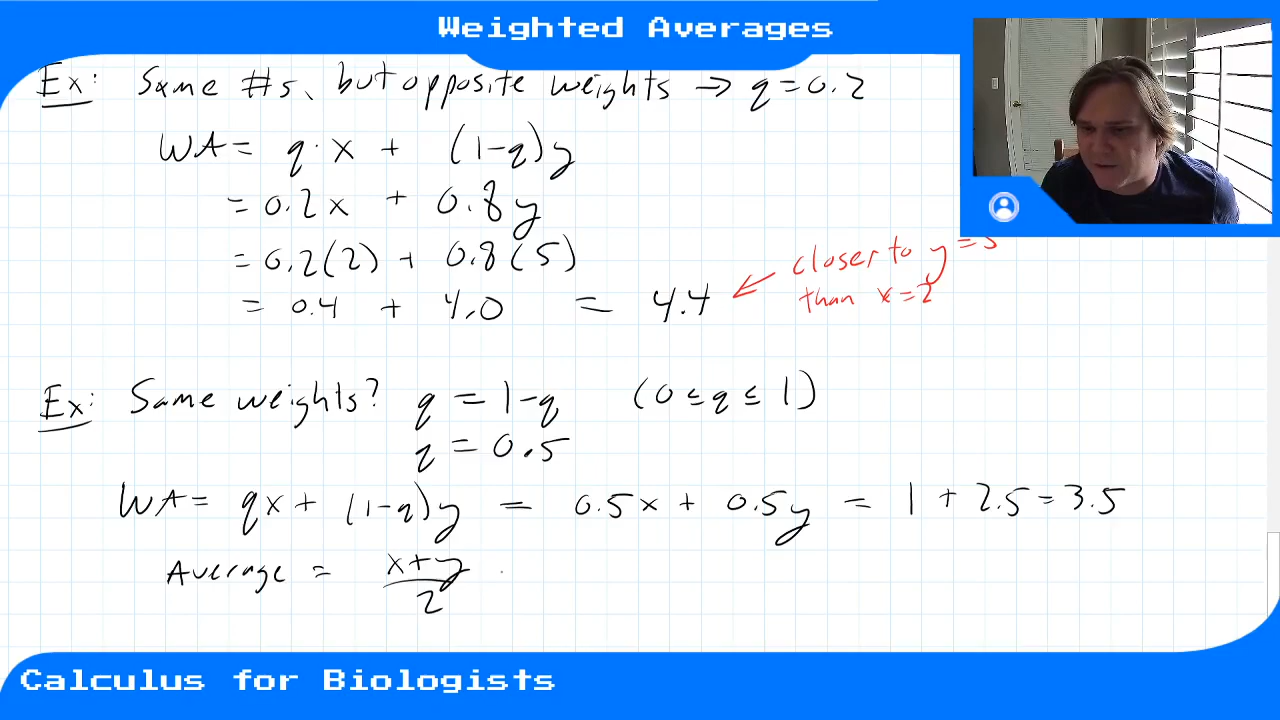 Weighted Averages
Ex: Same #s, but opposite weights → q = 0.2
WA = q · x + (1-q)y
= 0.2x + 0.8y
= 0.2(2) + 0.8(5)
= 0.4 + 4.0 = 4.4
closer to y=5
than x=2
Ex: Same weights? q = 1-q (0 ≤ q ≤ 1)
q = 0.5
WA = qx + (1-q)y = 0.5x + 0.5y = 1 + 2.5 = 3.5
Average = x+y
2
Calculus for Biologists